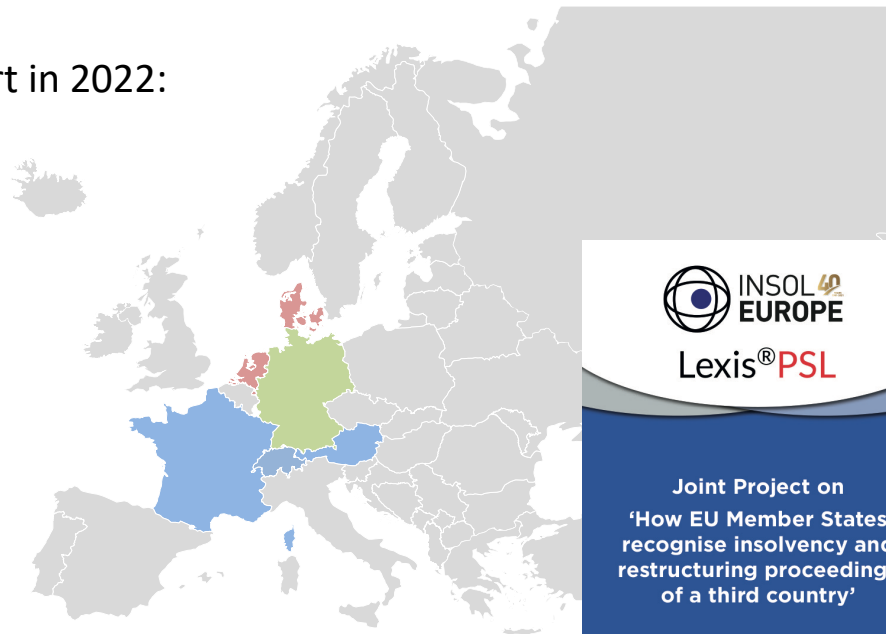 rt in 2022:
INSOL 40
EUROPE
Lexis®PSL
Joint Project on
‘How EU Member States
recognise insolvency and
restructuring proceeding
of a third country’